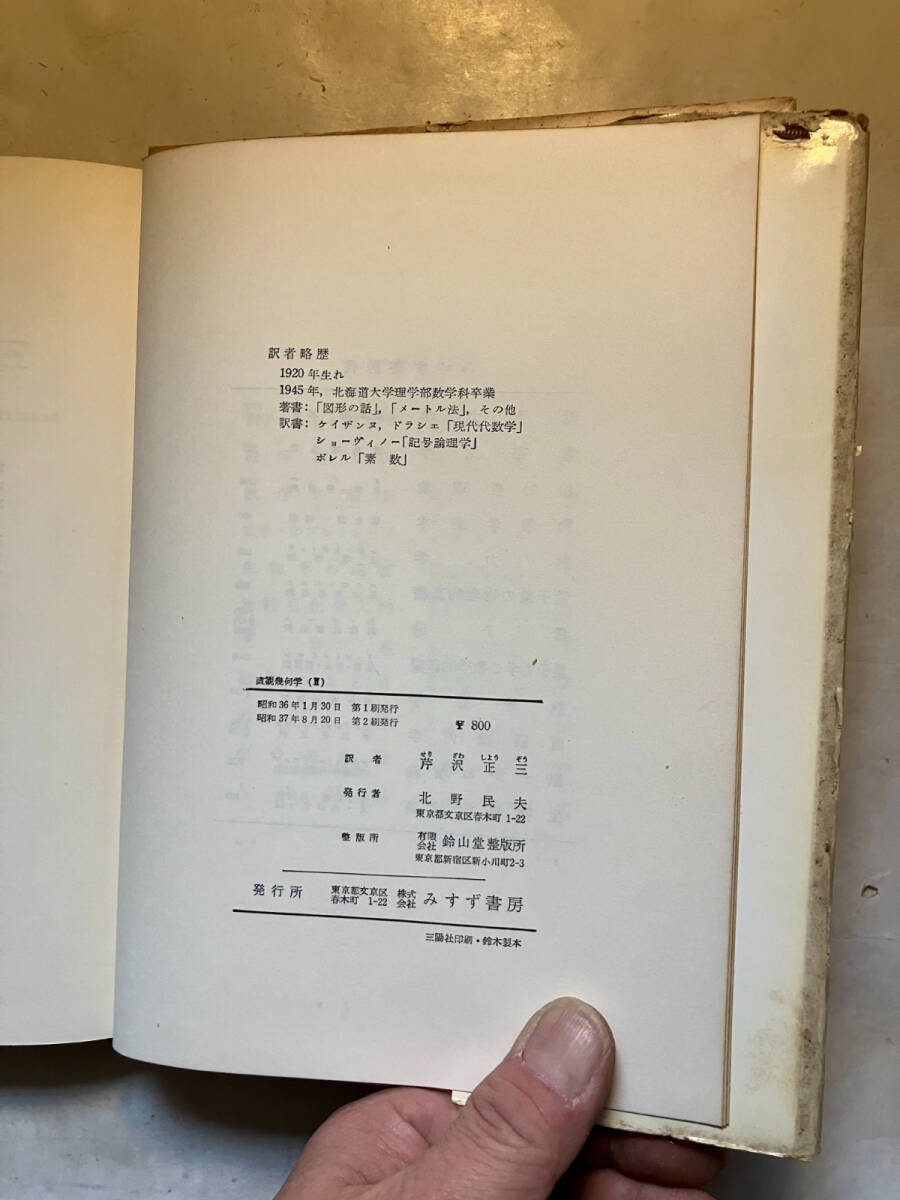 訳者略歴
1920年生れ
1945年，北海道大学理学部数学科卒業
著書：「図形の話」，「メートル法」，その他
訳書：ケイザンヌ，ドラシェ「現代代数学」
ショーヴィノー「記号論理学」
ボレル「素 数」
直観幾何学（Ⅲ）
昭和36年1月30日 第1刷発行
昭和37年8月20日 第2刷発行
¥ 800
せり ざわ しよう ぞう
訳者 芹沢正三
発行者 北野民夫
東京都文京区春木町 1-22
整版所 有限会社 鈴山堂整版所
東京都新宿区新小川町2-3
発行所 東京都文京区春木町 1-22 株式会社 みすず書房
三陽社印刷・鈴木製本